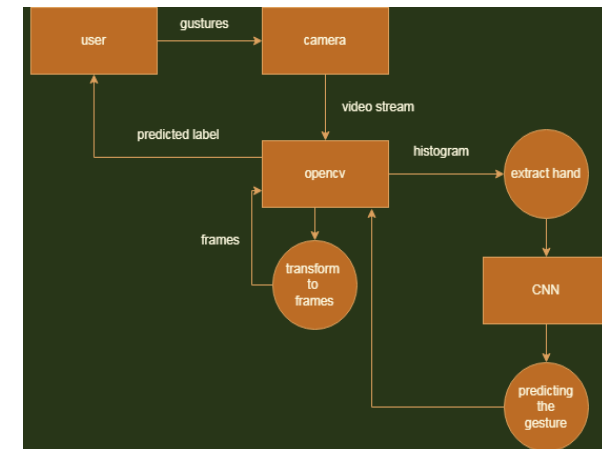 gustures
user
camera
video stream
predicted label
histogram
opencv
extract hand
frames
transform
to
frames
CNN
predicting
the
gesture